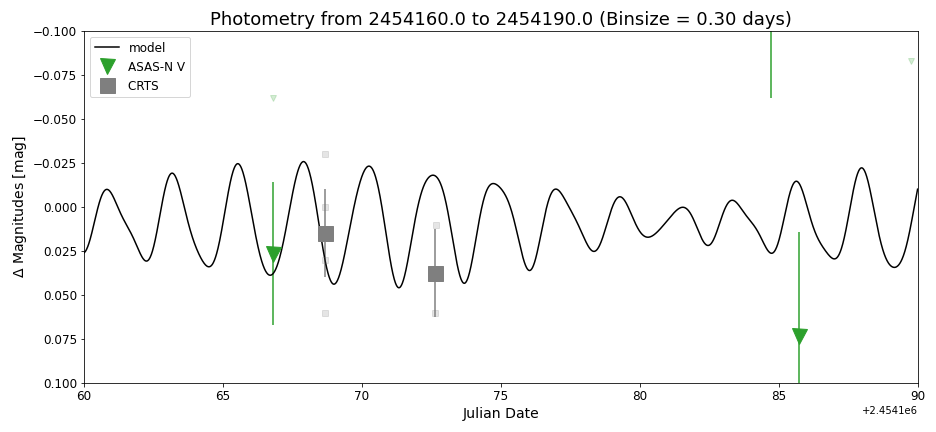 Photometry from 2454160.0 to 2454190.0 (Binsize = 0.30 days)
model
ASAS-N V
CRTS
Δ Magnitudes [mag]
−0.100
−0.075
−0.050
−0.025
0.000
0.025
0.050
0.075
0.100
60 65 70 75 80 85 90
+2.4541e6
Julian Date